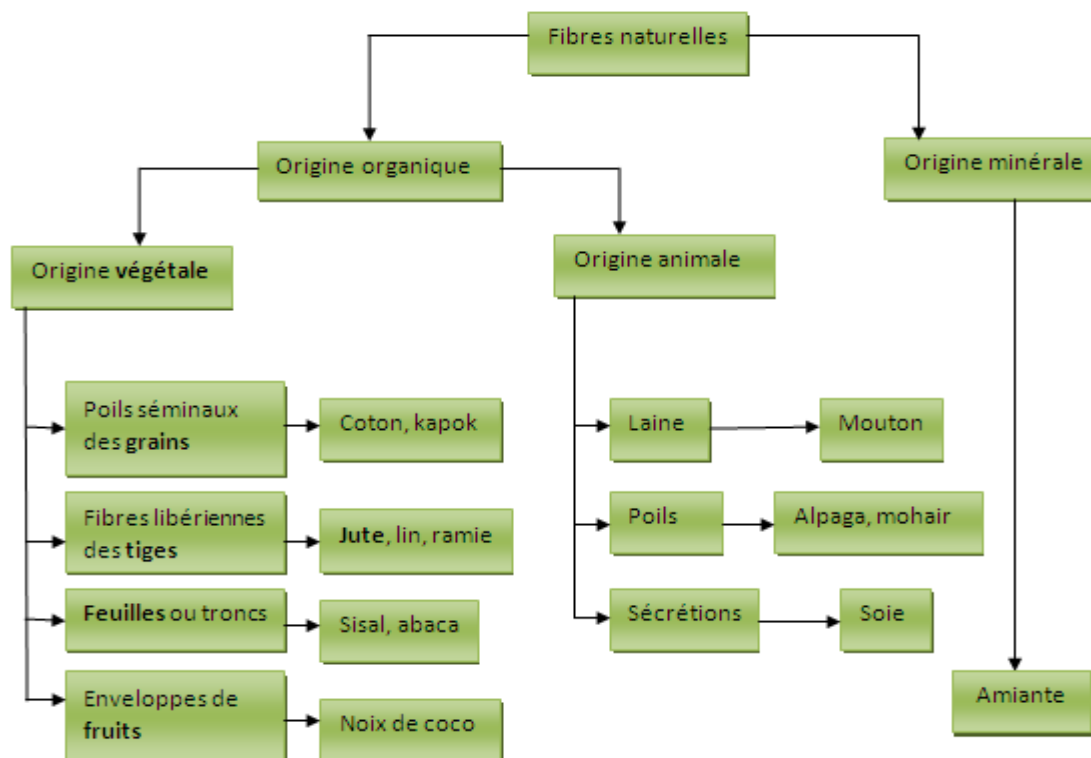 Fibres naturelles
Origine organique
Origine minérale
Origine végétale
Origine animale
Poils séminaux
des grains
Coton, kapok
Laine
Mouton
Fibres libériennes
des tiges
Jute, lin, ramie
Poils
Alpaga, mohair
Feuilles ou troncs
Sisal, abaca
Sécrétions
Soie
Enveloppes de
fruits
Noix de coco
Amiante